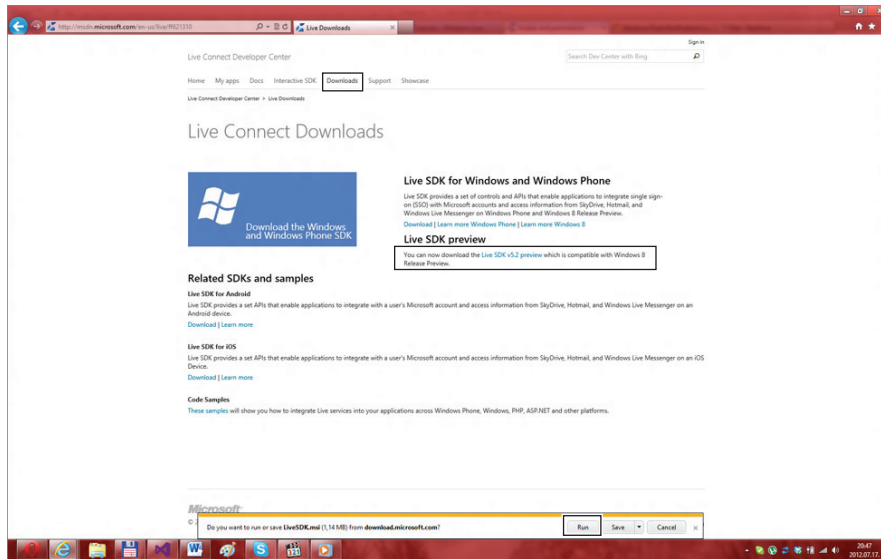 http://msdn.microsoft.com/en-us/live/ff621310
Live Downloads
Sign in
Live Connect Developer Center
Search Dev Center with Bing
Home My apps Docs Interactive SDK Downloads Support Showcase
Live Connect Developer Center > Live Downloads
Live Connect Downloads
Download the Windows
and Windows Phone SDK
Live SDK for Windows and Windows Phone
Live SDK provides a set of controls and APIs that enable applications to integrate single sign-
on (SSO) with Microsoft accounts and access information from SkyDrive, Hotmail, and
Windows Live Messenger on Windows Phone and Windows 8 Release Preview.
Download | Learn more Windows Phone | Learn more Windows 8
Live SDK preview
You can now download the Live SDK v5.2 preview which is compatible with Windows 8
Release Preview.
Related SDKs and samples
Live SDK for Android
Live SDK provides a set APIs that enable applications to integrate with a user's Microsoft account and access information from SkyDrive, Hotmail, and Windows Live Messenger on an
Android device.
Download | Learn more
Live SDK for iOS
Live SDK provides a set APIs that enable applications to integrate with a user's Microsoft account and access information from SkyDrive, Hotmail, and Windows Live Messenger on an iOS
Device.
Download | Learn more
Code Samples
These samples will show you how to integrate Live services into your applications across Windows Phone, Windows, PHP, ASP.NET and other platforms.
Microsoft
© 2
Do you want to run or save LiveSDK.msi (1,14 MB) from download.microsoft.com?
Run Save Cancel
20:47
2012.07.17.